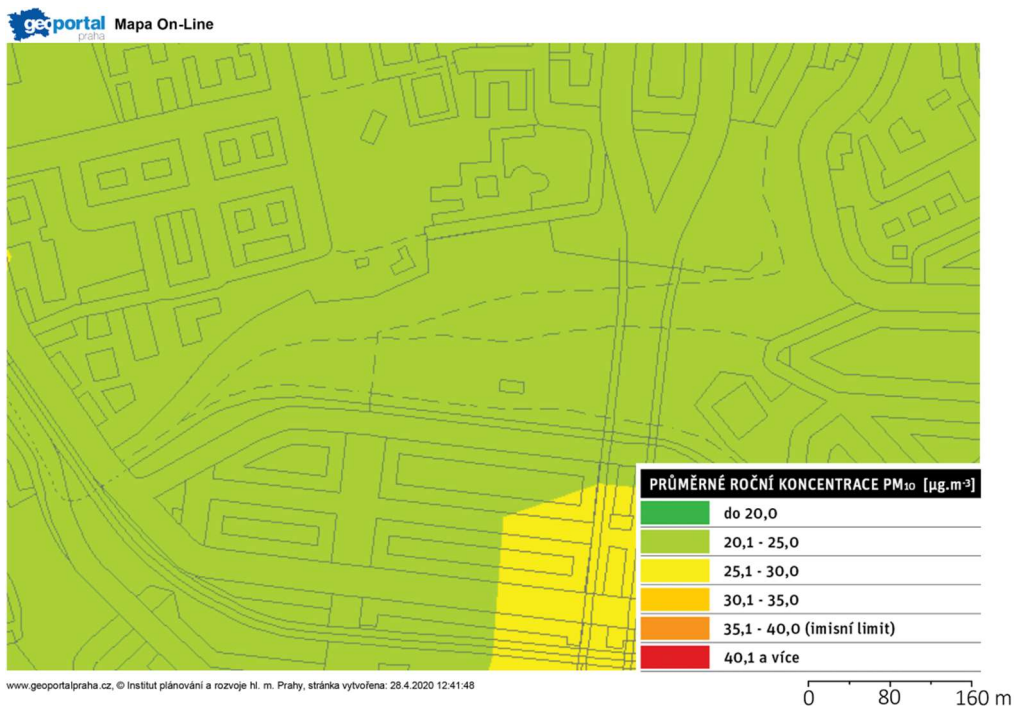 geoportal
praha
Mapa On-Line
PRŮMĚRNÉ ROČNÍ KONCENTRACE PM₁₀ [µg.m⁻³]
do 20,0
20,1 - 25,0
25,1 - 30,0
30,1 - 35,0
35,1 - 40,0 (imisní limit)
40,1 a více
www.geoportalpraha.cz, © Institut plánování a rozvoje hl. m. Prahy, stránka vytvořena: 28.4.2020 12:41:48
0 80 160 m